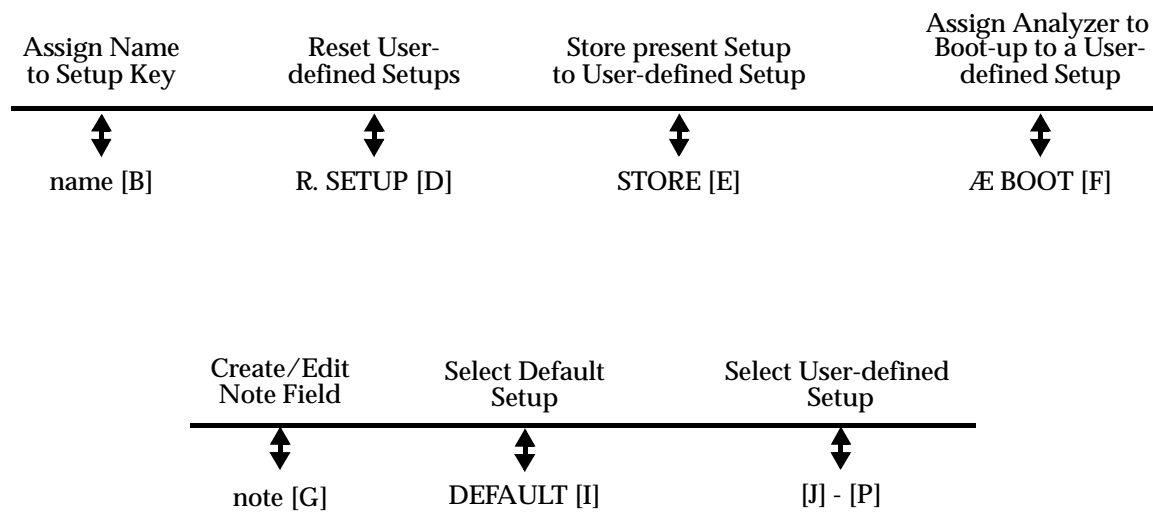 Assign Name
to Setup Key
Reset User-
defined Setups
Store present Setup
to User-defined Setup
Assign Analyzer to
Boot-up to a User-
defined Setup
name [B]
R. SETUP [D]
STORE [E]
Æ BOOT [F]
Create/Edit
Note Field
Select Default
Setup
Select User-defined
Setup
note [G]
DEFAULT [I]
[J] - [P]